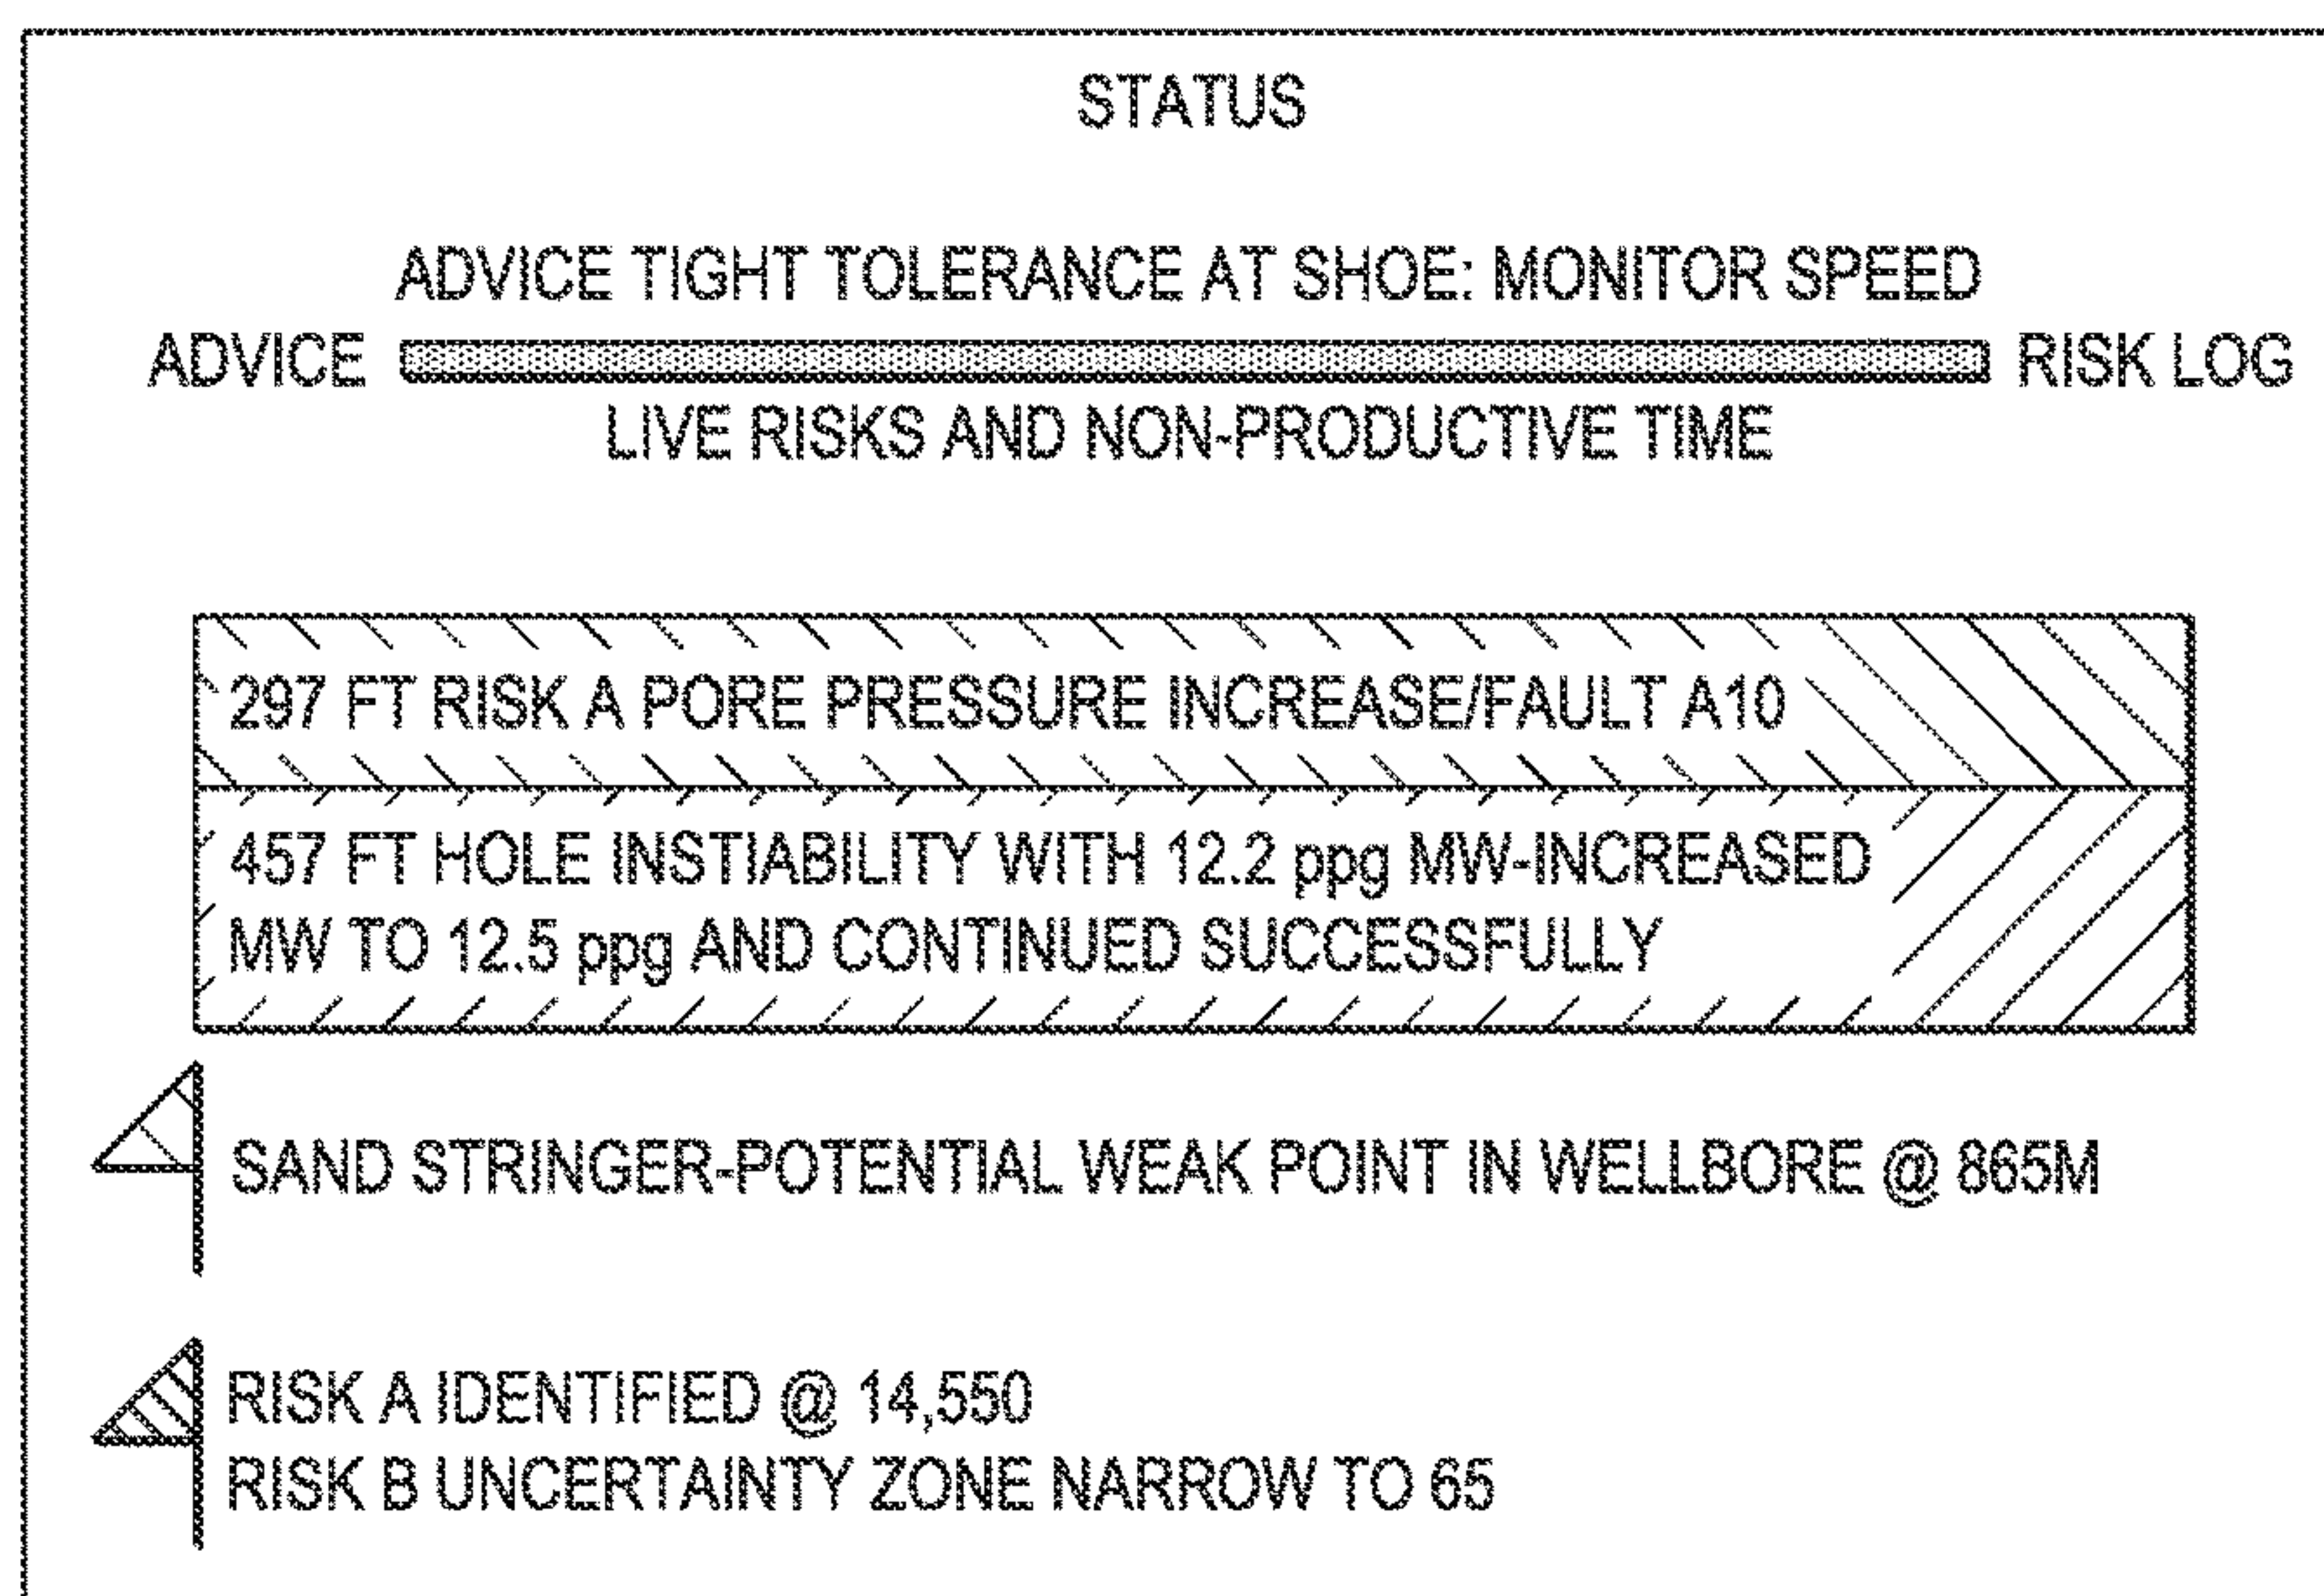 STATUS
ADVICE TIGHT TOLERANCE AT SHOE: MONITOR SPEED
ADVICE RISK LOG
LIVE RISKS AND NON-PRODUCTIVE TIME
297 FT RISK A PORE PRESSURE INCREASE/FAULT A10
457 FT HOLE INSTIABILITY WITH 12.2 ppg MW-INCREASED
MW TO 12.5 ppg AND CONTINUED SUCCESSFULLY
SAND STRINGER-POTENTIAL WEAK POINT IN WELLBORE @ 865M
RISK A IDENTIFIED @ 14,550
RISK B UNCERTAINTY ZONE NARROW TO 65